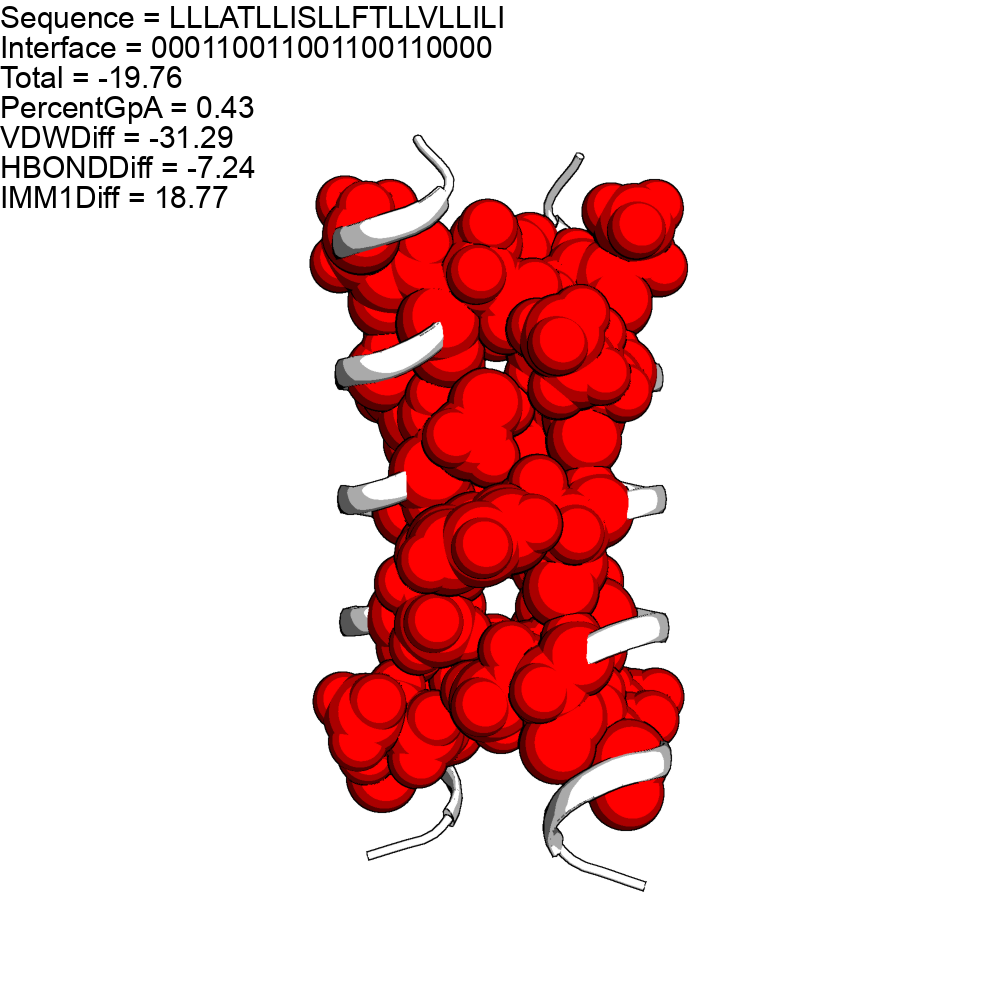 Sequence = LLLATLLISLLFTLLVLLILI
Interface = 000110011001100110000
Total = -19.76
PercentGpA = 0.43
VDWDiff = -31.29
HBONDDiff = -7.24
IMM1Diff = 18.77